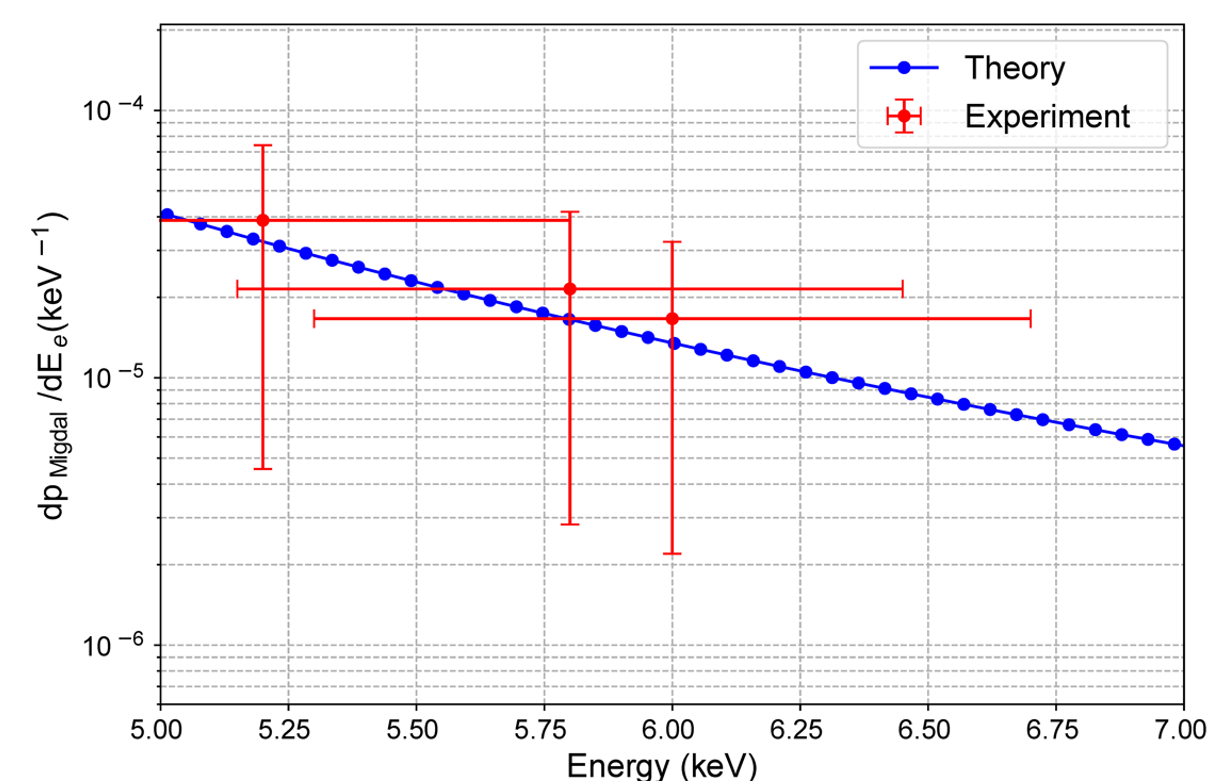 Theory
Experiment
10⁻⁴
10⁻⁵
10⁻⁶
dp Migdal /dE e(keV ⁻¹)
5.00 5.25 5.50 5.75 6.00 6.25 6.50 6.75 7.00
Energy (keV)